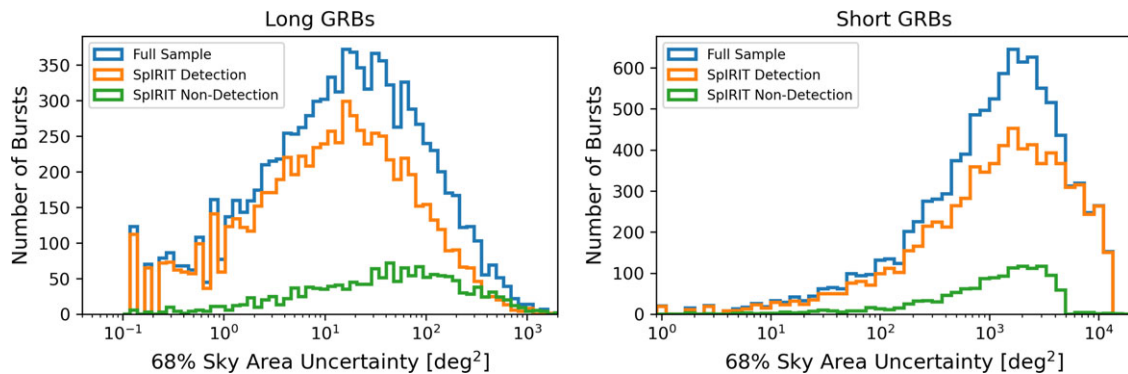 Long GRBs
Full Sample
SpIRIT Detection
SpIRIT Non-Detection
Number of Bursts
350
300
250
200
150
100
50
0
10⁻¹
10⁰
10¹
10²
10³
68% Sky Area Uncertainty [deg²]
Short GRBs
Full Sample
SpIRIT Detection
SpIRIT Non-Detection
Number of Bursts
600
500
400
300
200
100
0
10⁰
10¹
10²
10³
10⁴
68% Sky Area Uncertainty [deg²]